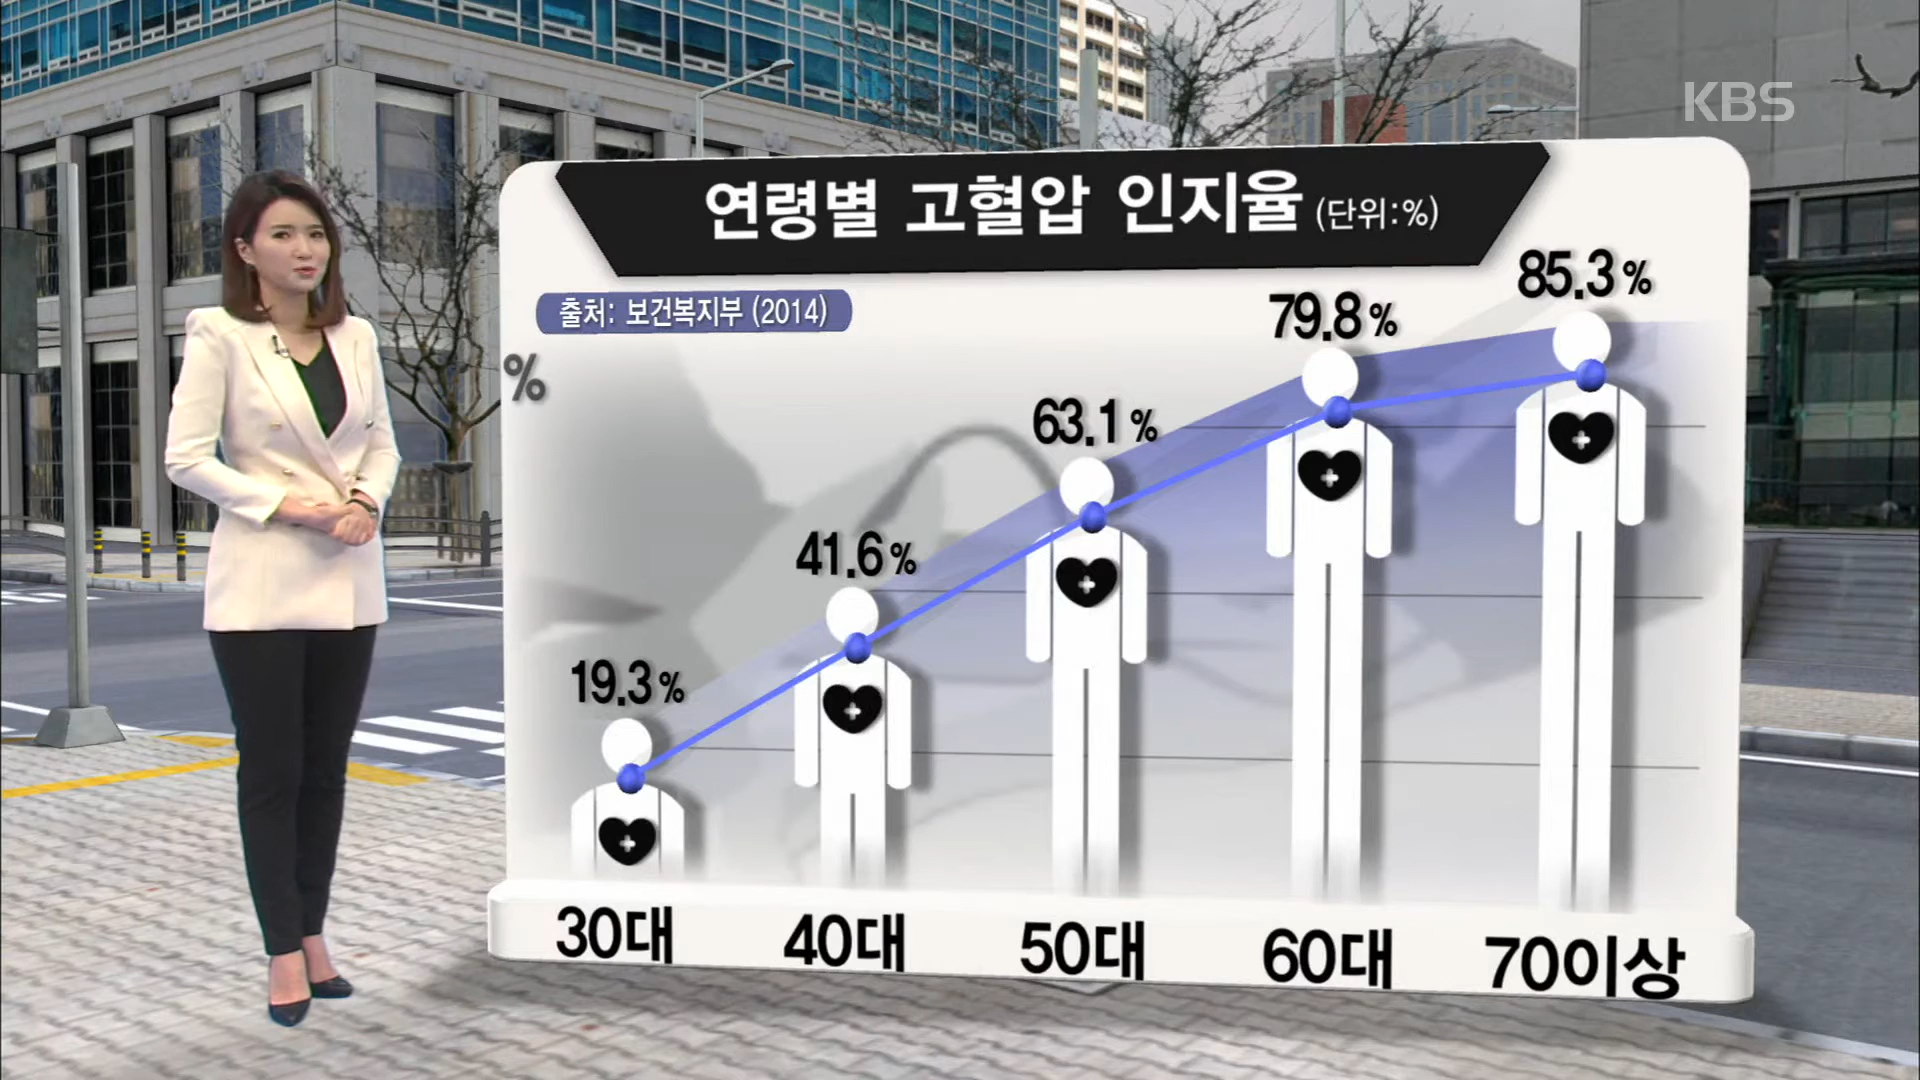 KBS
연령별 고혈압 인지율 (단위:%)
출처: 보건복지부 (2014)
%
19.3%
41.6%
63.1%
79.8%
85.3%
30대
40대
50대
60대
70이상